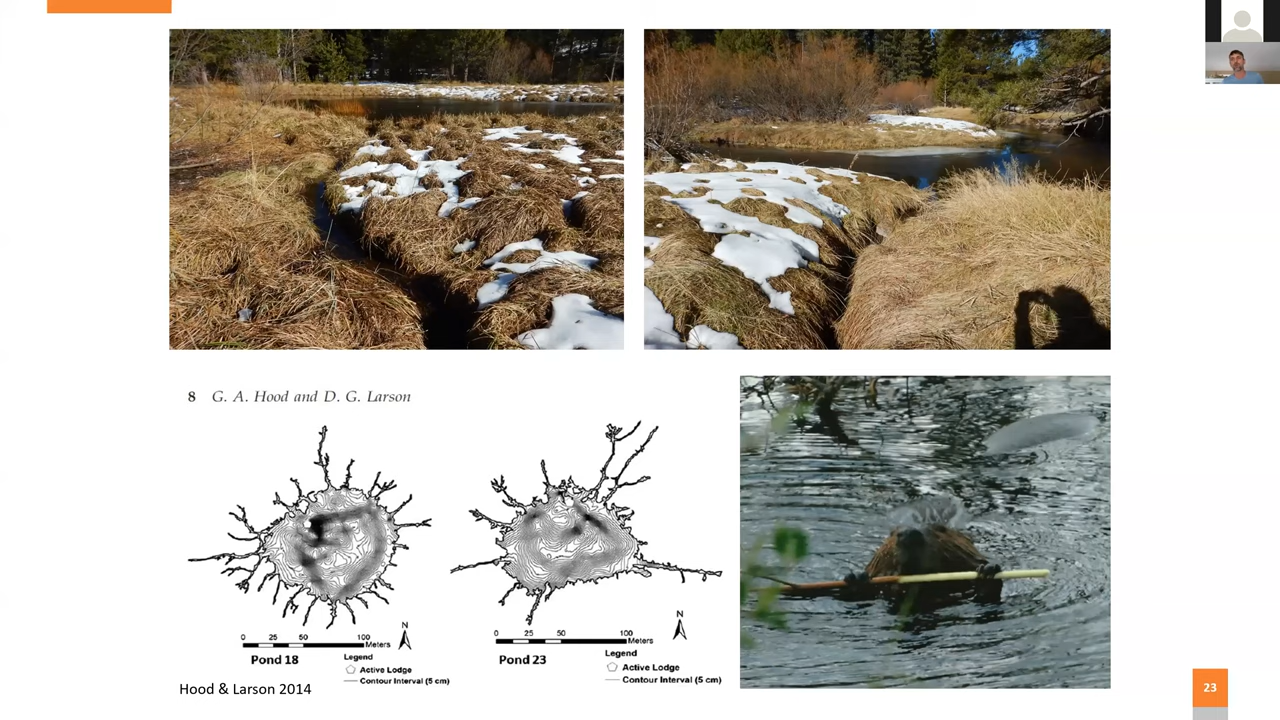 8 G. A. Hood and D. G. Larson
0 25 50 100
Meters
N
Pond 18
Legend
Active Lodge
Contour Interval (5 cm)
0 25 50 100
Meters
N
Pond 23
Legend
Active Lodge
Contour Interval (5 cm)
Hood & Larson 2014
23